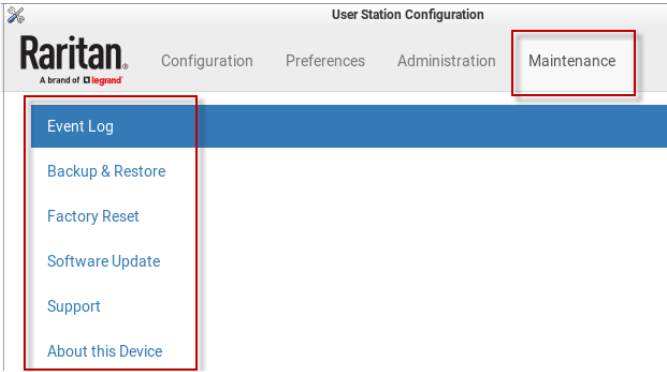 User Station Configuration
Raritan.
A brand of legrand
Configuration Preferences Administration Maintenance
Event Log
Backup & Restore
Factory Reset
Software Update
Support
About this Device